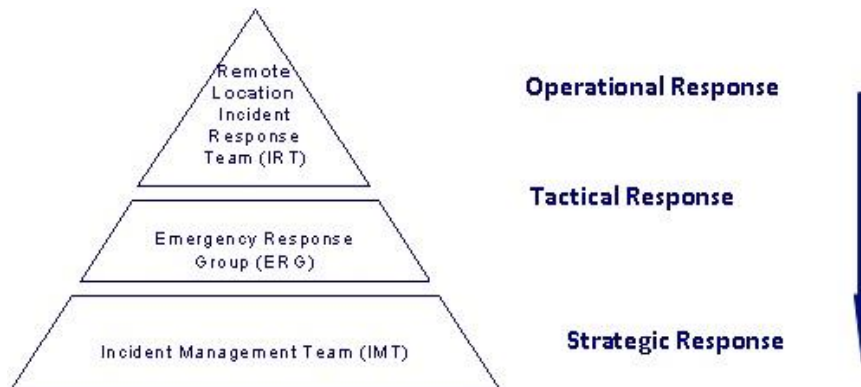 Remote
Location
Incident
Response
Team (IRT)
Operational Response
Tactical Response
Emergency Response
Group (ERG)
Incident Management Team (IMT)
Strategic Response